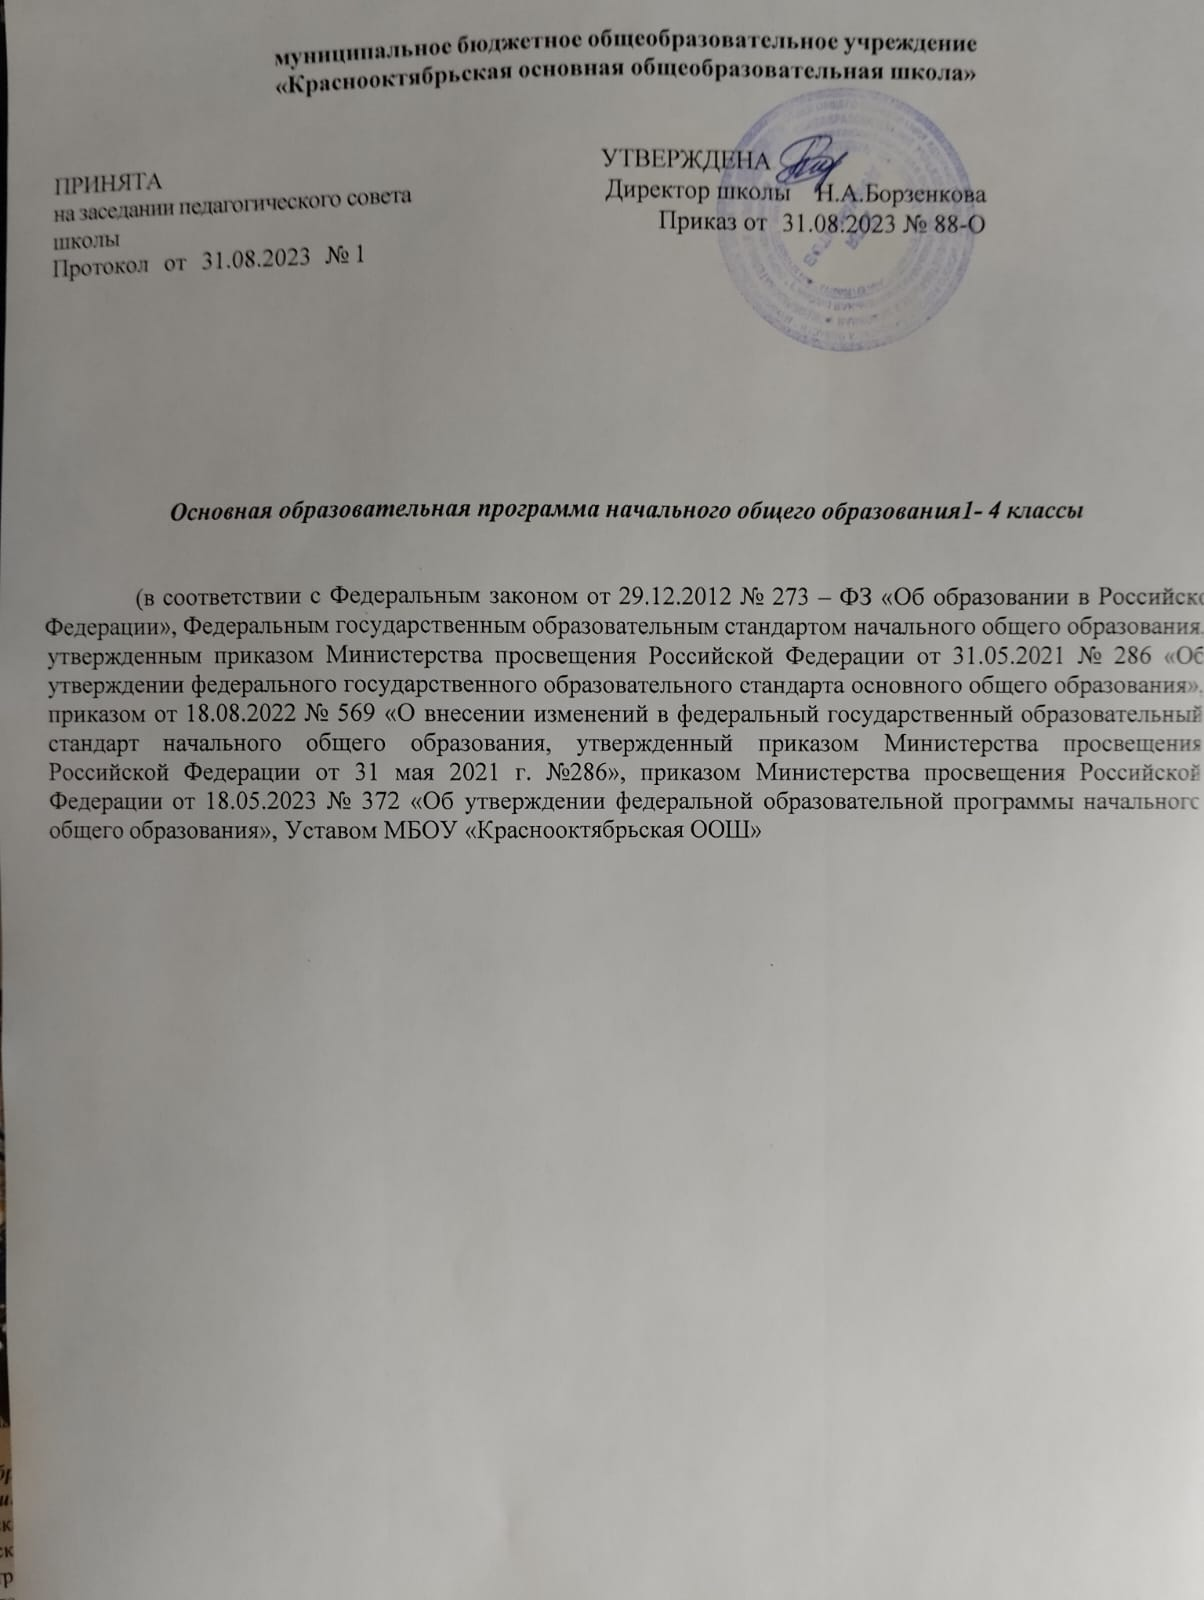 муниципальное бюджетное общеобразовательное учреждение
«Краснооктябрьская основная общеобразовательная школа»
ПРИНЯТА
на заседании педагогического совета
школы
Протокол от 31.08.2023 № 1
УТВЕРЖДЕНА
Директор школы Н.А.Борзенкова
Приказ от 31.08.2023 № 88-О
Основная образовательная программа начального общего образования1- 4 классы
(в соответствии с Федеральным законом от 29.12.2012 № 273 – ФЗ «Об образовании в Российско
Федерации», Федеральным государственным образовательным стандартом начального общего образования,
утвержденным приказом Министерства просвещения Российской Федерации от 31.05.2021 № 286 «Об
утверждении федерального государственного образовательного стандарта основного общего образования»,
приказом от 18.08.2022 № 569 «О внесении изменений в федеральный государственный образовательный
стандарт начального общего образования, утвержденный приказом Министерства просвещения
Российской Федерации от 31 мая 2021 г. №286», приказом Министерства просвещения Российской
Федерации от 18.05.2023 № 372 «Об утверждении федеральной образовательной программы начального
общего образования», Уставом МБОУ «Краснооктябрьская ООШ»